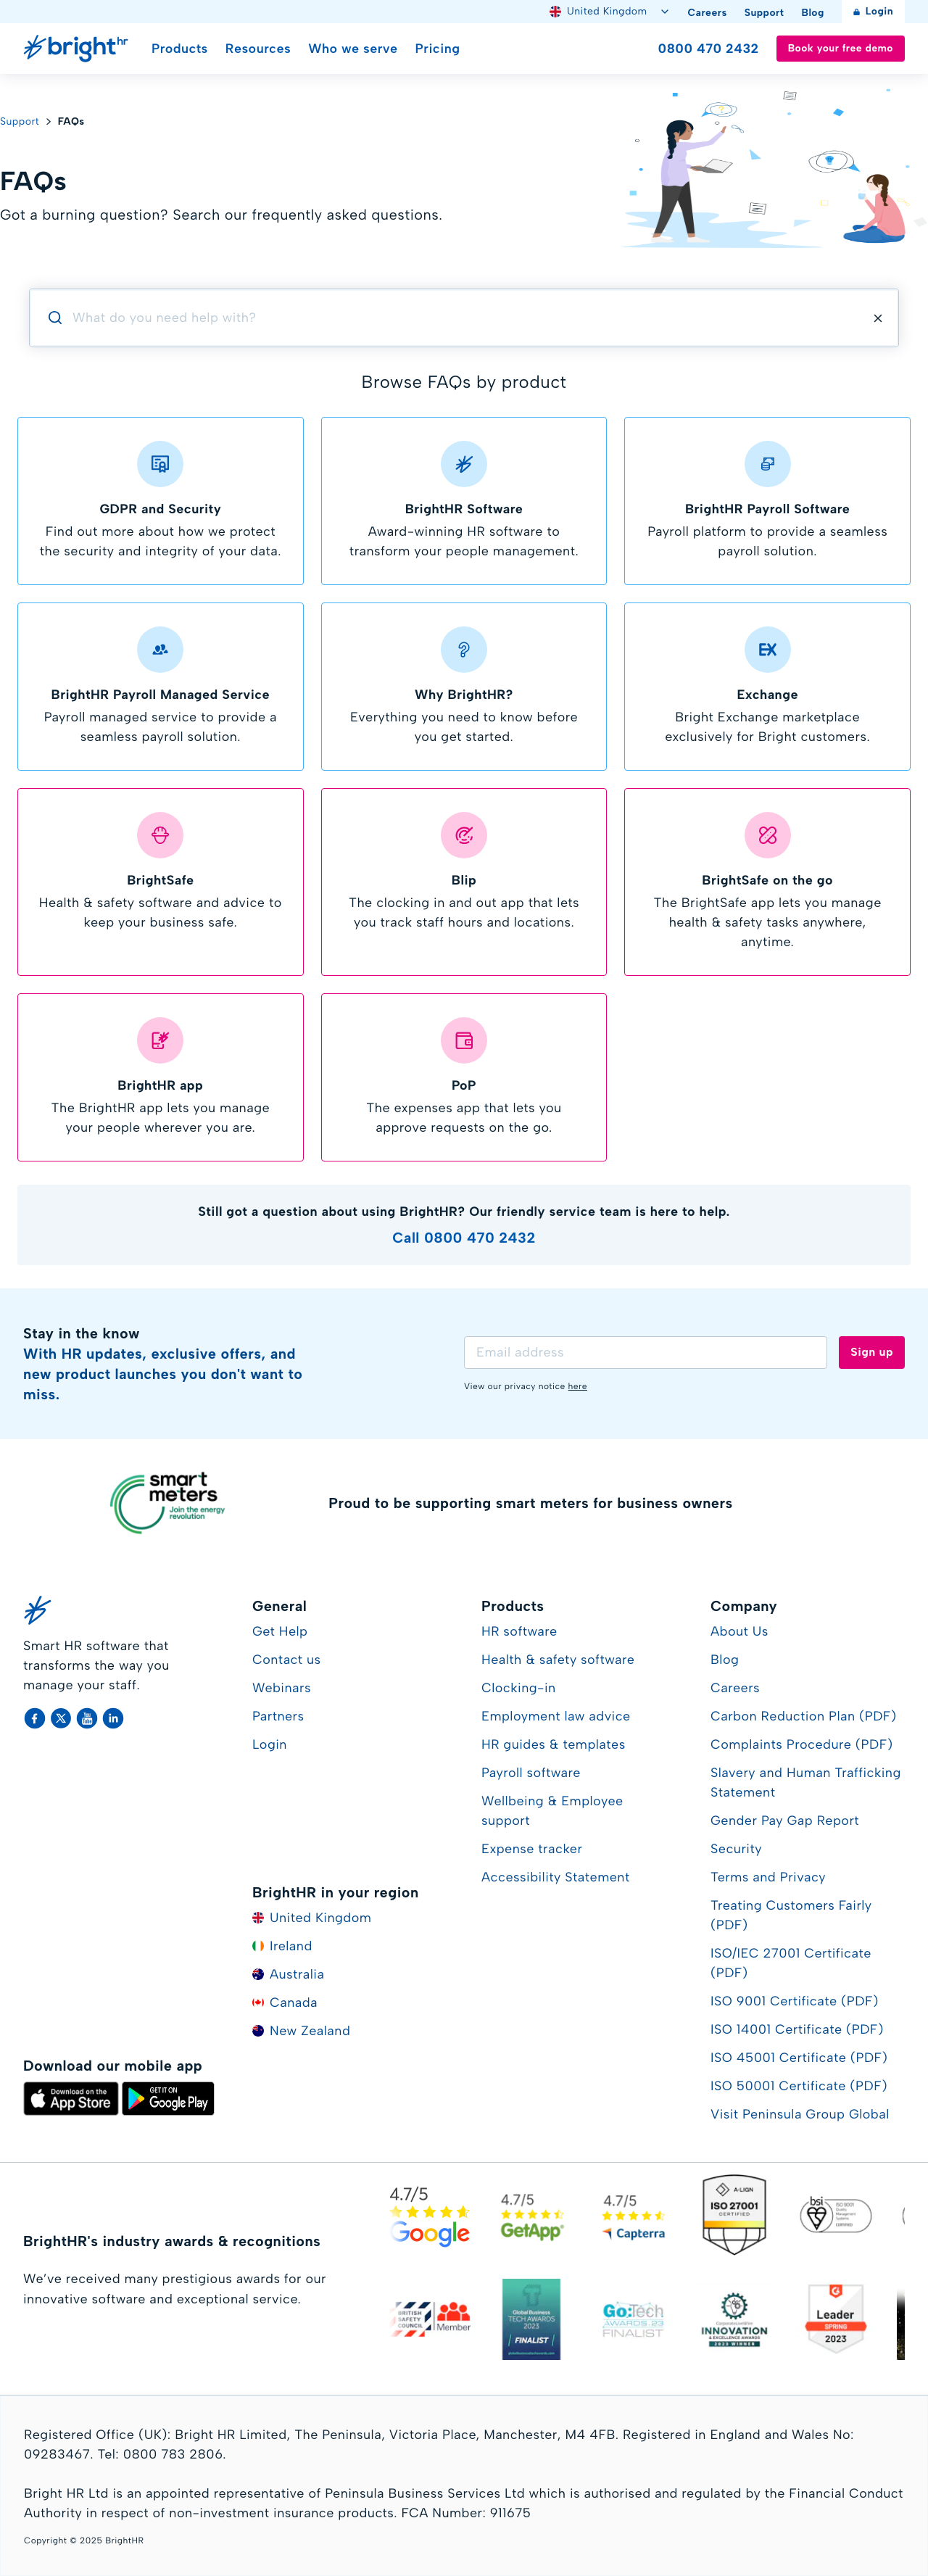 United Kingdom
Careers
Support
Blog
Login
bright hr
Products
Resources
Who we serve
Pricing
0800 470 2432
Book your free demo
Support > FAQs
FAQs
Got a burning question? Search our frequently asked questions.
What do you need help with?
Browse FAQs by product
GDPR and Security
Find out more about how we protect
the security and integrity of your data.
BrightHR Software
Award-winning HR software to
transform your people management.
BrightHR Payroll Software
Payroll platform to provide a seamless
payroll solution.
BrightHR Payroll Managed Service
Payroll managed service to provide a
seamless payroll solution.
Why BrightHR?
Everything you need to know before
you get started.
EX
Exchange
Bright Exchange marketplace
exclusively for Bright customers.
BrightSafe
Health & safety software and advice to
keep your business safe.
Blip
The clocking in and out app that lets
you track staff hours and locations.
BrightSafe on the go
The BrightSafe app lets you manage
health & safety tasks anywhere,
anytime.
BrightHR app
The BrightHR app lets you manage
your people wherever you are.
PoP
The expenses app that lets you
approve requests on the go.
Still got a question about using BrightHR? Our friendly service team is here to help.
Call 0800 470 2432
Stay in the know
With HR updates, exclusive offers, and
new product launches you don't want to
miss.
Email address
Sign up
View our privacy notice here
smart
meters
Join the energy
revolution
Proud to be supporting smart meters for business owners
Smart HR software that
transforms the way you
manage your staff.
General
Get Help
Contact us
Webinars
Partners
Login
BrightHR in your region
United Kingdom
Ireland
Australia
Canada
New Zealand
Products
HR software
Health & safety software
Clocking-in
Employment law advice
HR guides & templates
Payroll software
Wellbeing & Employee
support
Expense tracker
Accessibility Statement
Company
About Us
Blog
Careers
Carbon Reduction Plan (PDF)
Complaints Procedure (PDF)
Slavery and Human Trafficking
Statement
Gender Pay Gap Report
Security
Terms and Privacy
Treating Customers Fairly
(PDF)
ISO/IEC 27001 Certificate
(PDF)
ISO 9001 Certificate (PDF)
ISO 14001 Certificate (PDF)
ISO 45001 Certificate (PDF)
ISO 50001 Certificate (PDF)
Visit Peninsula Group Global
Download our mobile app
Download on the
App Store
GET IT ON
Google Play
BrightHR's industry awards & recognitions
We've received many prestigious awards for our
innovative software and exceptional service.
4.7/5
Google
4.7/5
GetApp
4.7/5
Capterra
A-LIGN
ISO 27001
CERTIFIED
bsi
BRITISH
SAFETY
COUNCIL
Member
Global Business
TECH AWARDS
2023
FINALIST
Go:Tech
AWARDS 23
FINALIST
INNOVATION
& EXCELLENCE AWARDS
2023 WINNER
Leader
SPRING
2023
Registered Office (UK): Bright HR Limited, The Peninsula, Victoria Place, Manchester, M4 4FB. Registered in England and Wales No:
09283467. Tel: 0800 783 2806.
Bright HR Ltd is an appointed representative of Peninsula Business Services Ltd which is authorised and regulated by the Financial Conduct
Authority in respect of non-investment insurance products. FCA Number: 911675
Copyright © 2025 BrightHR